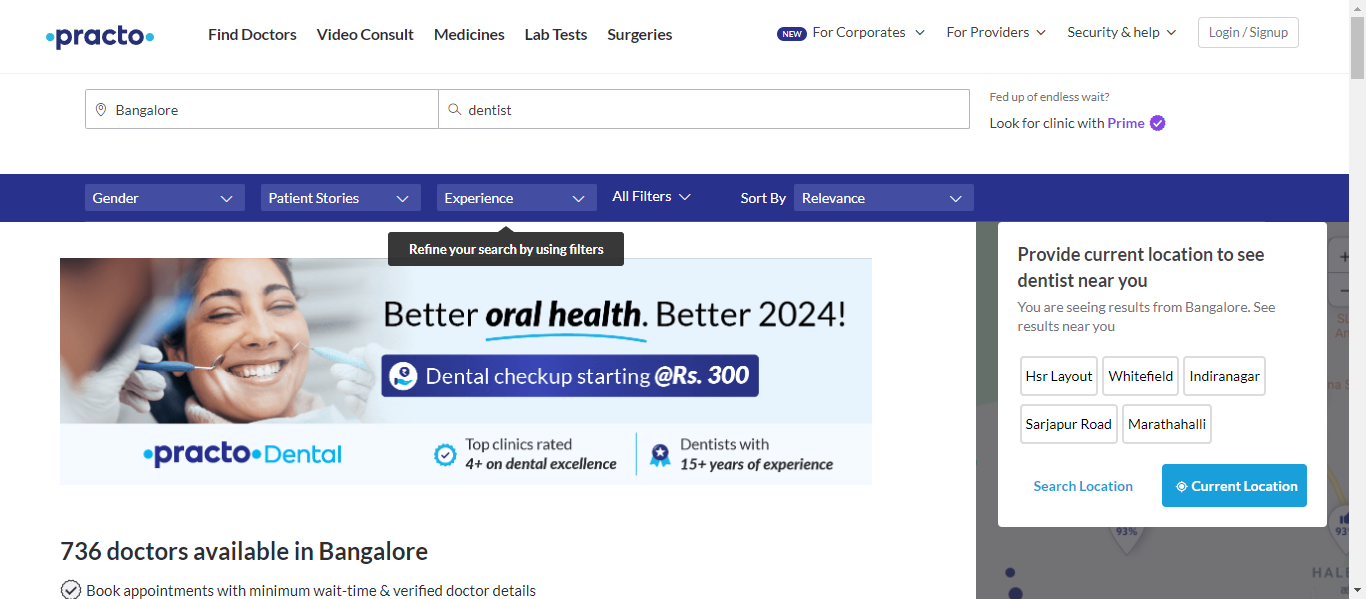 practo
Find Doctors Video Consult Medicines Lab Tests Surgeries
NEW For Corporates For Providers Security & help Login / Signup
Bangalore dentist
Fed up of endless wait?
Look for clinic with Prime
Gender Patient Stories Experience All Filters Sort By Relevance
Refine your search by using filters
Better oral health. Better 2024!
Dental checkup starting @Rs. 300
practo Dental
Top clinics rated
4+ on dental excellence
Dentists with
15+ years of experience
736 doctors available in Bangalore
Book appointments with minimum wait-time & verified doctor details
Provide current location to see
dentist near you
You are seeing results from Bangalore. See
results near you
Hsr Layout Whitefield Indiranagar
Sarjapur Road Marathahalli
Search Location Current Location
93%